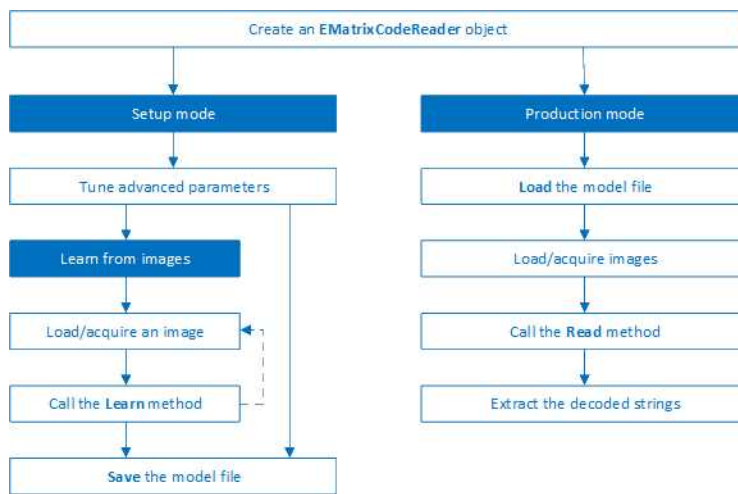 Create an EMatrixCodeReader object
Setup mode
Tune advanced parameters
Learn from images
Load/acquire an image
Call the Learn method
Save the model file
Production mode
Load the model file
Load/acquire images
Call the Read method
Extract the decoded strings